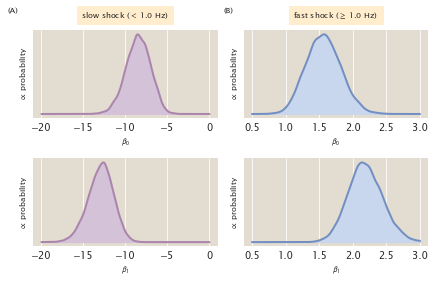 (A)
slow shock (< 1.0 Hz)
(B)
fast shock (≥ 1.0 Hz)
∝ probability
−20 −15 −10 −5 0
β₀
∝ probability
0.5 1.0 1.5 2.0 2.5 3.0
β₀
∝ probability
−20 −15 −10 −5 0
β₁
∝ probability
0.5 1.0 1.5 2.0 2.5 3.0
β₁